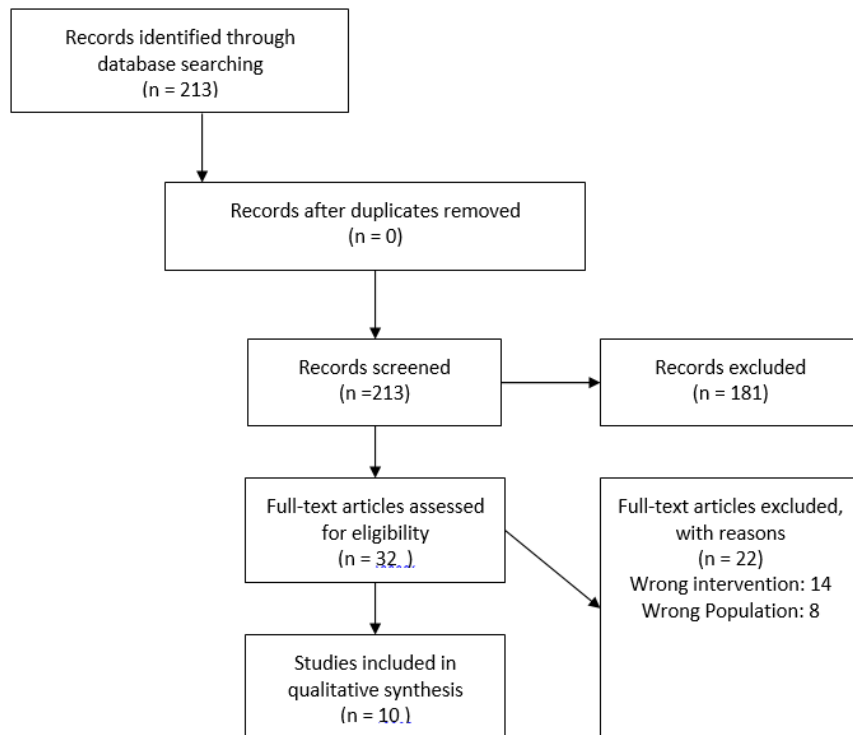 Records identified through
database searching
(n = 213)
Records after duplicates removed
(n = 0)
Records screened
(n =213)
Records excluded
(n = 181)
Full-text articles assessed
for eligibility
(n = 32 )
Full-text articles excluded,
with reasons
(n = 22)
Wrong intervention: 14
Wrong Population: 8
Studies included in
qualitative synthesis
(n = 10 )